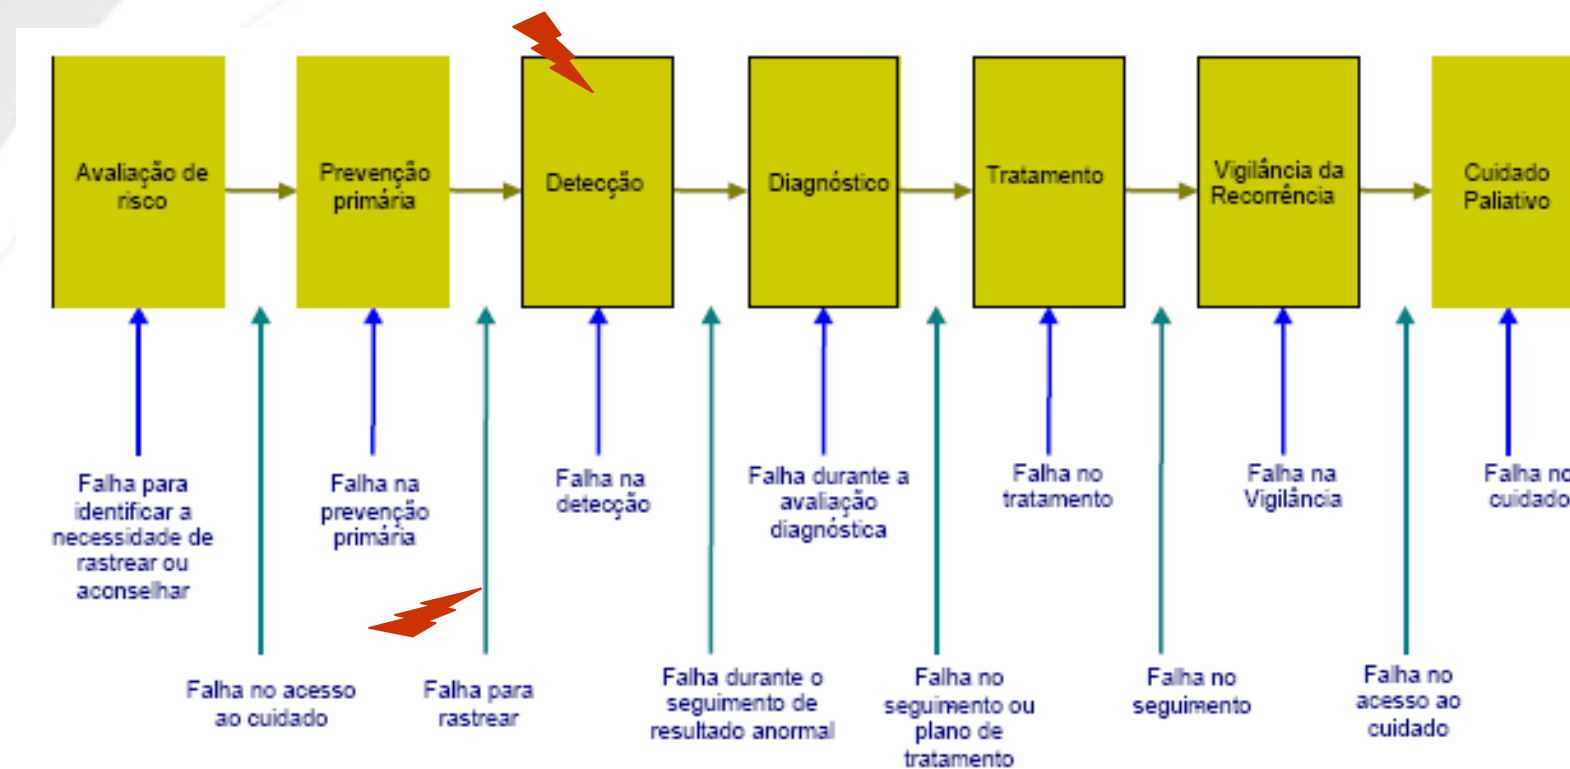 Avaliação de
risco
Prevenção
primária
Detecção
Diagnóstico
Tratamento
Vigilância da
Recorrência
Cuidado
Paliativo
Falha para
identificar a
necessidade de
rastrear ou
aconselhar
Falha na
prevenção
primária
Falha na
detecção
Falha durante a
avaliação
diagnóstica
Falha no
tratamento
Falha na
Vigilância
Falha no
cuidado
Falha no acesso
ao cuidado
Falha para
rastrear
Falha durante o
seguimento de
resultado anormal
Falha no
seguimento ou
plano de
tratamento
Falha no
seguimento
Falha no
acesso ao
cuidado